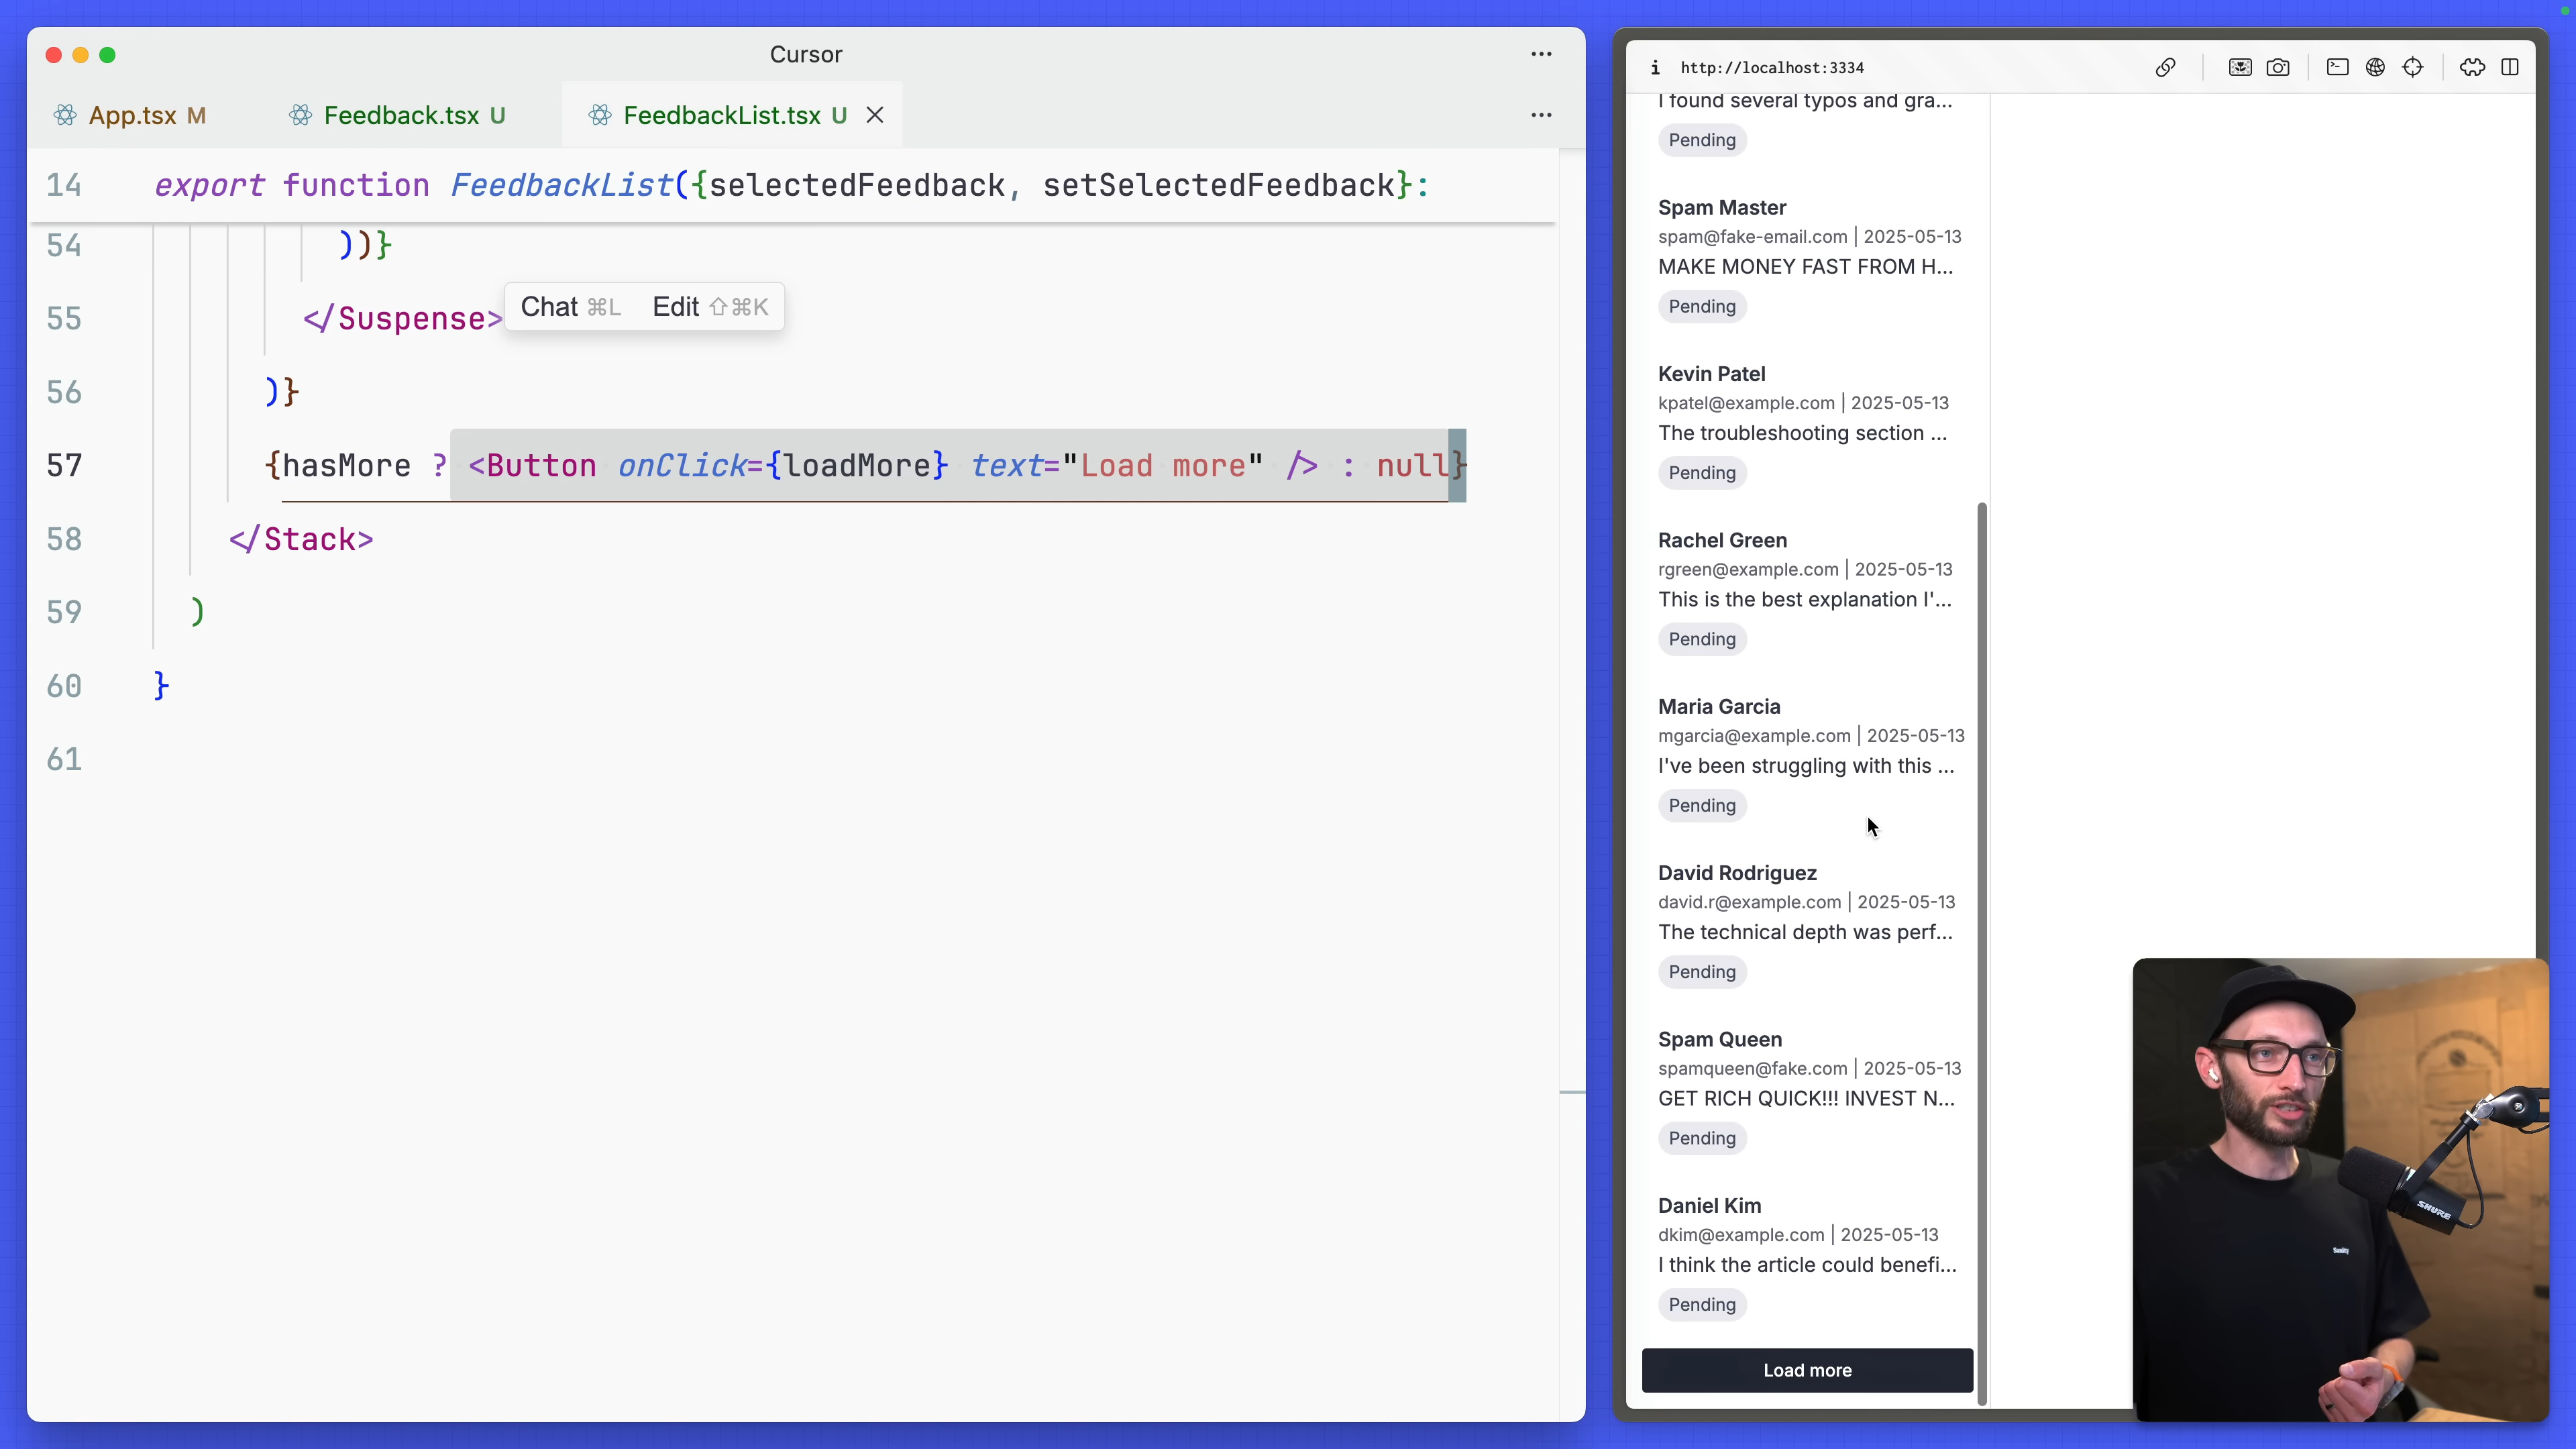 Cursor
App.tsx M
Feedback.tsx U
FeedbackList.tsx U
14 export function FeedbackList({selectedFeedback, setSelectedFeedback}:
54 ))}
55 </Suspense>
Chat ⌘L Edit ⇧⌘K
56 )}
57 {hasMore ? <Button onClick={loadMore} text="Load more" /> : null}
58 </Stack>
59 )
60 }
61
http://localhost:3334
I found several typos and gra...
Pending
Spam Master
spam@fake-email.com | 2025-05-13
MAKE MONEY FAST FROM H...
Pending
Kevin Patel
kpatel@example.com | 2025-05-13
The troubleshooting section ...
Pending
Rachel Green
rgreen@example.com | 2025-05-13
This is the best explanation I'...
Pending
Maria Garcia
mgarcia@example.com | 2025-05-13
I've been struggling with this ...
Pending
David Rodriguez
david.r@example.com | 2025-05-13
The technical depth was perf...
Pending
Spam Queen
spamqueen@fake.com | 2025-05-13
GET RICH QUICK!!! INVEST N...
Pending
Daniel Kim
dkim@example.com | 2025-05-13
I think the article could benefi...
Pending
Load more
SHURE
Sanity